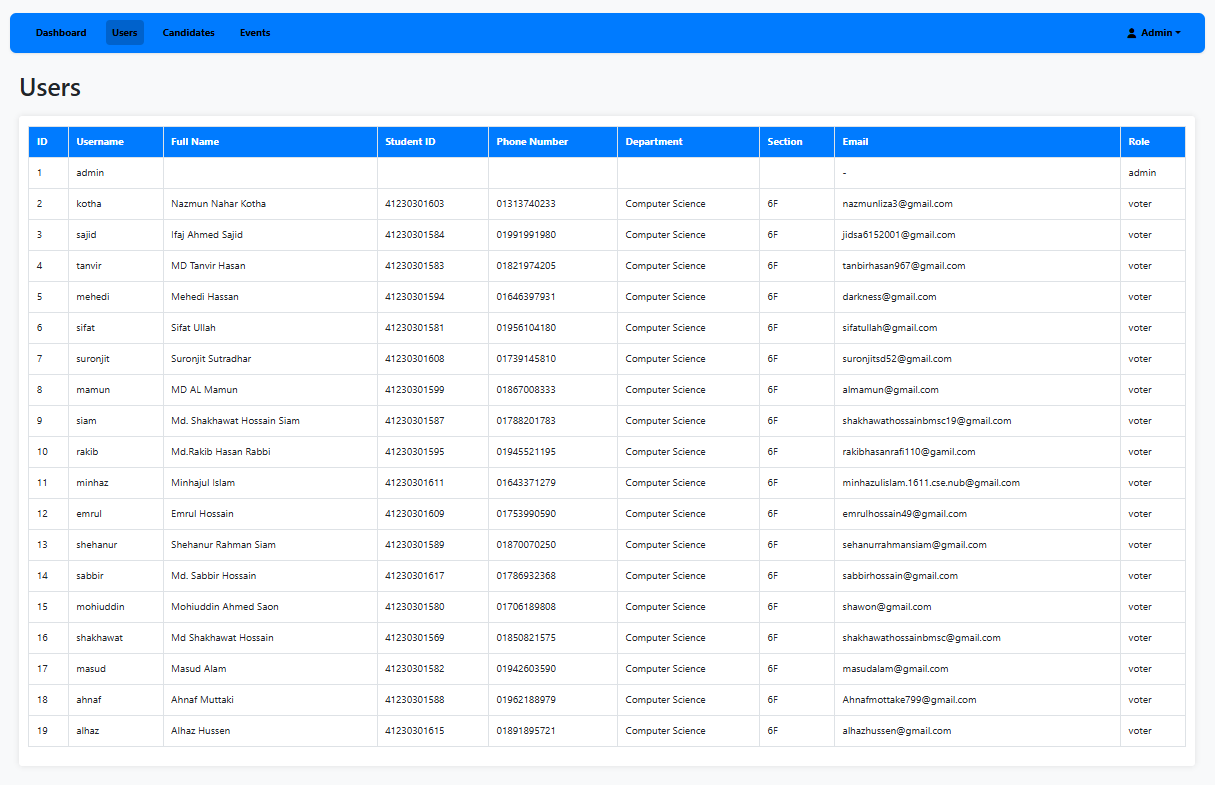 Dashboard Users Candidates Events Admin
Users
ID Username Full Name Student ID Phone Number Department Section Email Role
1 admin - admin
2 kotha Nazmun Nahar Kotha 41230301603 01313740233 Computer Science 6F nazmunliza3@gmail.com voter
3 sajid Ifaj Ahmed Sajid 41230301584 01991991980 Computer Science 6F jidsa6152001@gmail.com voter
4 tanvir MD Tanvir Hasan 41230301583 01821974205 Computer Science 6F tanbirhasan967@gmail.com voter
5 mehedi Mehedi Hassan 41230301594 01646397931 Computer Science 6F darkness@gmail.com voter
6 sifat Sifat Ullah 41230301581 01956104180 Computer Science 6F sifatullah@gmail.com voter
7 suronjit Suronjit Sutradhar 41230301608 01739145810 Computer Science 6F suronjitsd52@gmail.com voter
8 mamun MD AL Mamun 41230301599 01867008333 Computer Science 6F almamun@gmail.com voter
9 siam Md. Shakhawat Hossain Siam 41230301587 01788201783 Computer Science 6F shakhawathossainbmsc19@gmail.com voter
10 rakib Md.Rakib Hasan Rabbi 41230301595 01945521195 Computer Science 6F rakibhasanrafi110@gamil.com voter
11 minhaz Minhajul Islam 41230301611 01643371279 Computer Science 6F minhazulislam.1611.cse.nub@gmail.com voter
12 emrul Emrul Hossain 41230301609 01753990590 Computer Science 6F emrulhossain49@gmail.com voter
13 shehanur Shehanur Rahman Siam 41230301589 01870070250 Computer Science 6F sehanurrahmansiam@gmail.com voter
14 sabbir Md. Sabbir Hossain 41230301617 01786932368 Computer Science 6F sabbirhossain@gmail.com voter
15 mohiuddin Mohiuddin Ahmed Saon 41230301580 01706189808 Computer Science 6F shawon@gmail.com voter
16 shakhawat Md Shakhawat Hossain 41230301569 01850821575 Computer Science 6F shakhawathossainbmsc@gmail.com voter
17 masud Masud Alam 41230301582 01942603590 Computer Science 6F masudalam@gmail.com voter
18 ahnaf Ahnaf Muttaki 41230301588 01962188979 Computer Science 6F Ahnafmottake799@gmail.com voter
19 alhaz Alhaz Hussen 41230301615 01891895721 Computer Science 6F alhazhussen@gmail.com voter